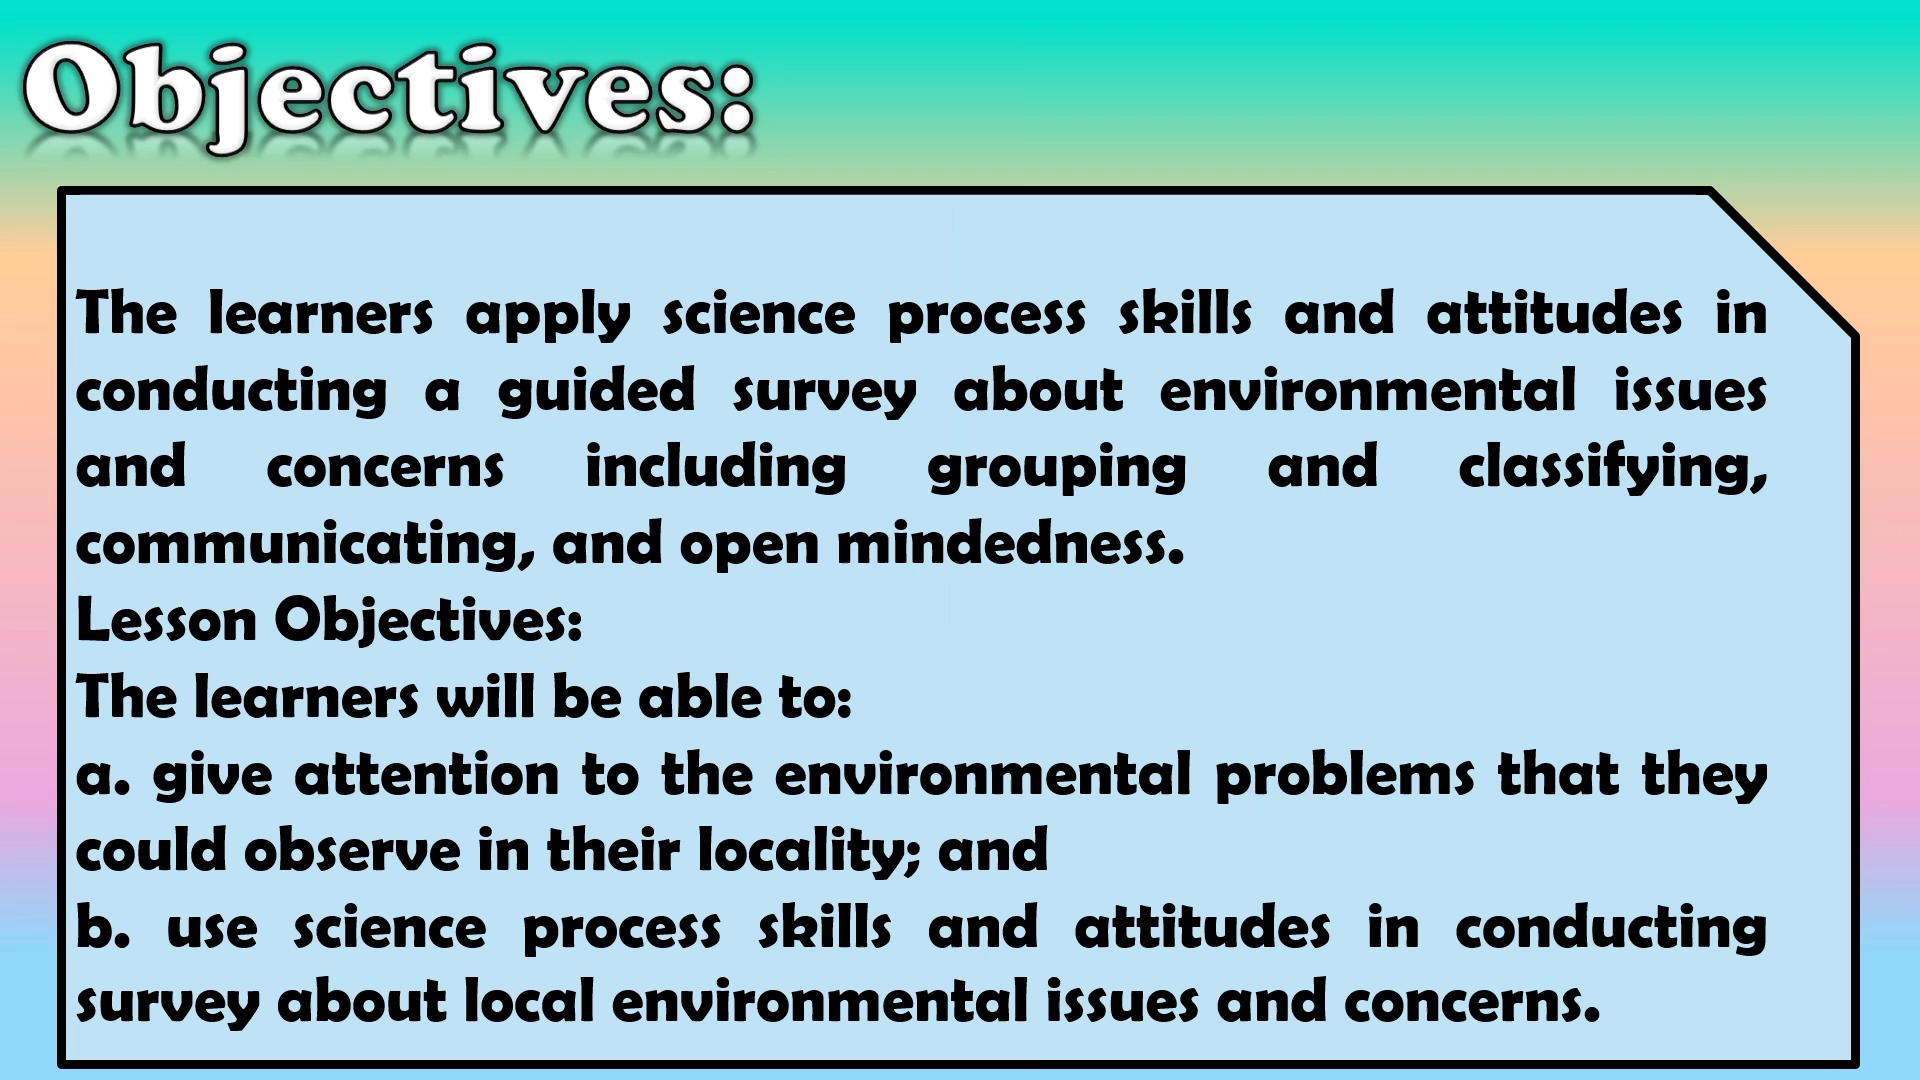 Objectives:
The learners apply science process skills and attitudes in
conducting a guided survey about environmental issues
and concerns including grouping and classifying,
communicating, and open mindedness.
Lesson Objectives:
The learners will be able to:
a. give attention to the environmental problems that they
could observe in their locality; and
b. use science process skills and attitudes in conducting
survey about local environmental issues and concerns.